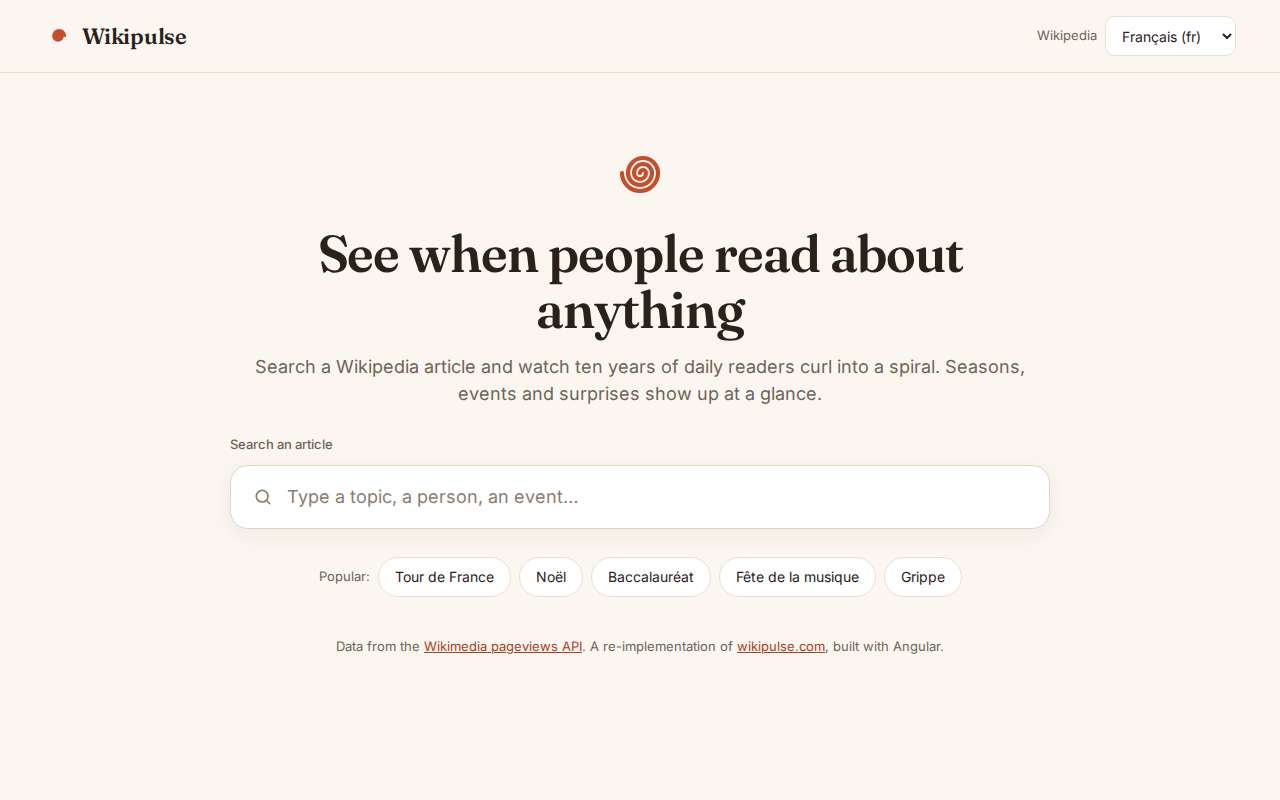 Wikipulse
Wikipedia
Français (fr)
See when people read about
anything
Search a Wikipedia article and watch ten years of daily readers curl into a spiral. Seasons,
events and surprises show up at a glance.
Search an article
Type a topic, a person, an event...
Popular:
Tour de France
Noël
Baccalauréat
Fête de la musique
Grippe
Data from the Wikimedia pageviews API. A re-implementation of wikipulse.com, built with Angular.